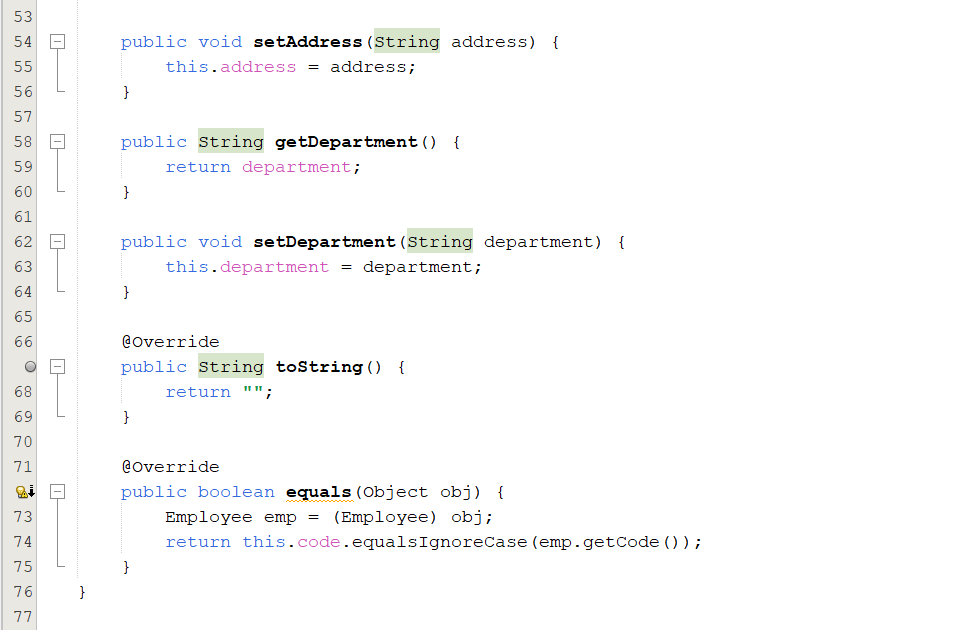 53
54 public void setAddress(String address) {
55 this.address = address;
56 }
57
58 public String getDepartment() {
59 return department;
60 }
61
62 public void setDepartment(String department) {
63 this.department = department;
64 }
65
66 @Override
public String toString() {
68 return "";
69 }
70
71 @Override
public boolean equals(Object obj) {
73 Employee emp = (Employee) obj;
74 return this.code.equalsIgnoreCase(emp.getCode());
75 }
76 }
77